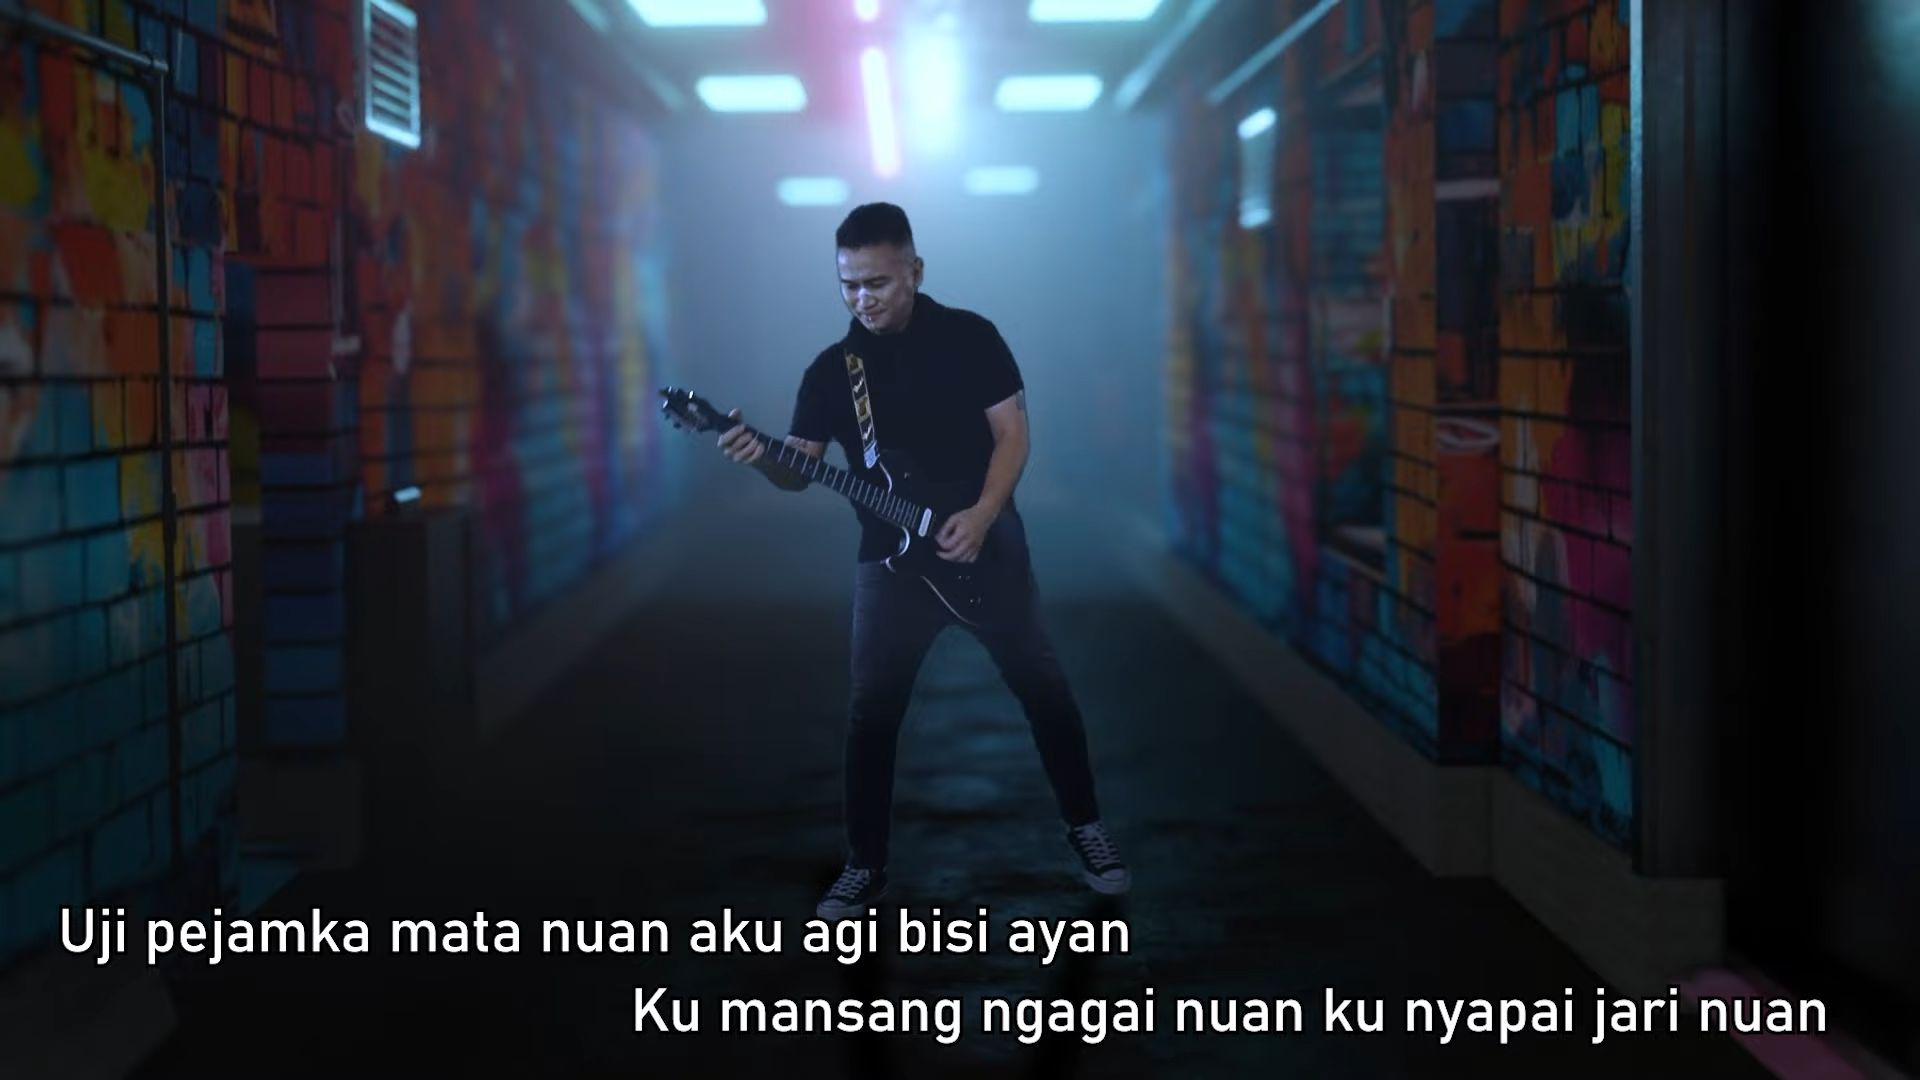 Uji pejamka mata nuan aku agi bisi ayan
Ku mansang ngagai nuan ku nyapai jari nuan